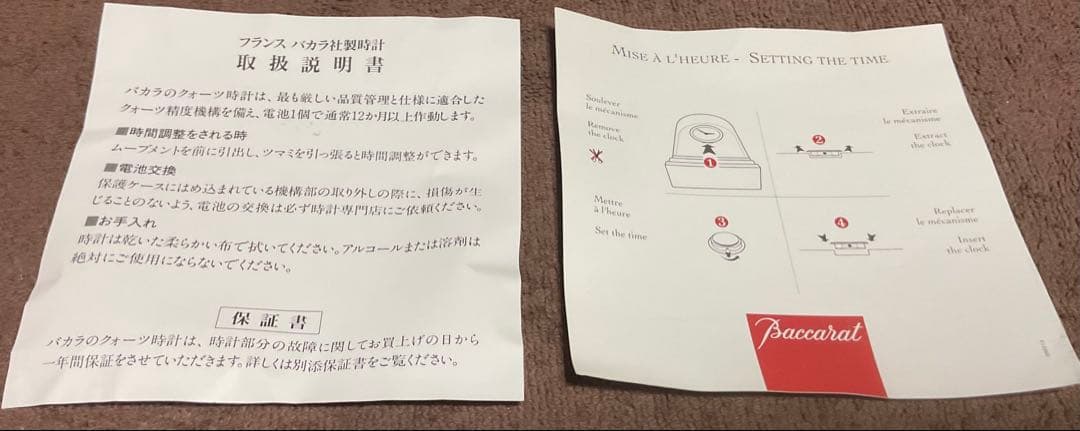 フランス バカラ社製時計
取扱説明書
バカラのクォーツ時計は、最も厳しい品質管理と仕様に適合した
クォーツ精度機構を備え、電池1個で通常12か月以上作動します。
■時間調整をされる時
ムーブメントを前に引出し、ツマミを引っ張ると時間調整ができます。
■電池交換
保護ケースにはめ込まれている機構部の取り外しの際に、損傷が生
じることのないよう、電池の交換は必ず時計専門店にご依頼ください。
■お手入れ
時計は乾いた柔らかい布で拭いてください。アルコールまたは溶剤は
絶対にご使用にならないでください。
保証書
バカラのクォーツ時計は、時計部分の故障に関してお買上げの日から
一年間保証をさせていただきます。詳しくは別添保証書をご覧ください。
MISE À L'HEURE - SETTING THE TIME
Soulever
le mécanisme
Remove
the clock
1
2
Extraire
le mécanisme
Extract
the clock
Mettre
à l'heure
Set the time
3
4
Replacer
le mécanisme
Insert
the clock
Baccarat